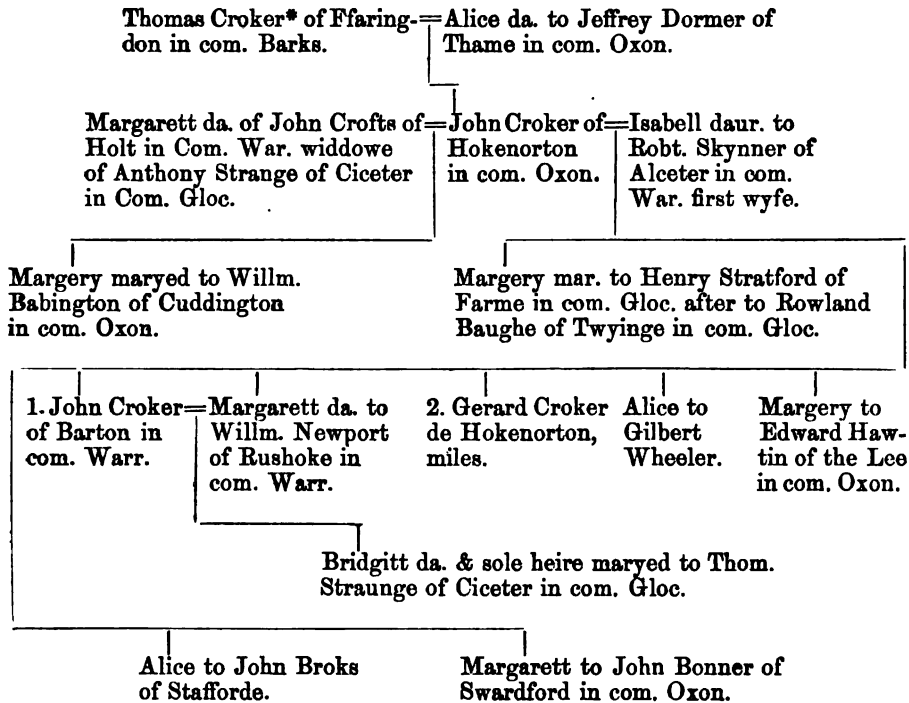 Thomas Croker* of Ffaring-=Alice da. to Jeffrey Dormer of
don in com. Barks. Thame in com. Oxon.
Margarett da. of John Crofts of=John Croker of=Isabell daur. to
Holt in Com. War. widdowe Hokenorton Robt. Skynner of
of Anthony Strange of Ciceter in com. Oxon. Alceter in com.
in Com. Gloc. War. first wyfe.
Margery maryed to Willm.
Babington of Cuddington
in com. Oxon.
Margery mar. to Henry Stratford of
Farme in com. Gloc. after to Rowland
Baughe of Twyinge in com. Gloc.
1. John Croker=Margarett da. to 2. Gerard Croker Alice to Margery to
of Barton in Willm. Newport de Hokenorton, Gilbert Edward Haw-
com. Warr. of Rushoke in miles. Wheeler. tin of the Lee
com. Warr. in com. Oxon.
Bridgitt da. & sole heire maryed to Thom.
Straunge of Ciceter in com. Gloc.
Alice to John Broks Margarett to John Bonner of
of Stafforde. Swardford in com. Oxon.